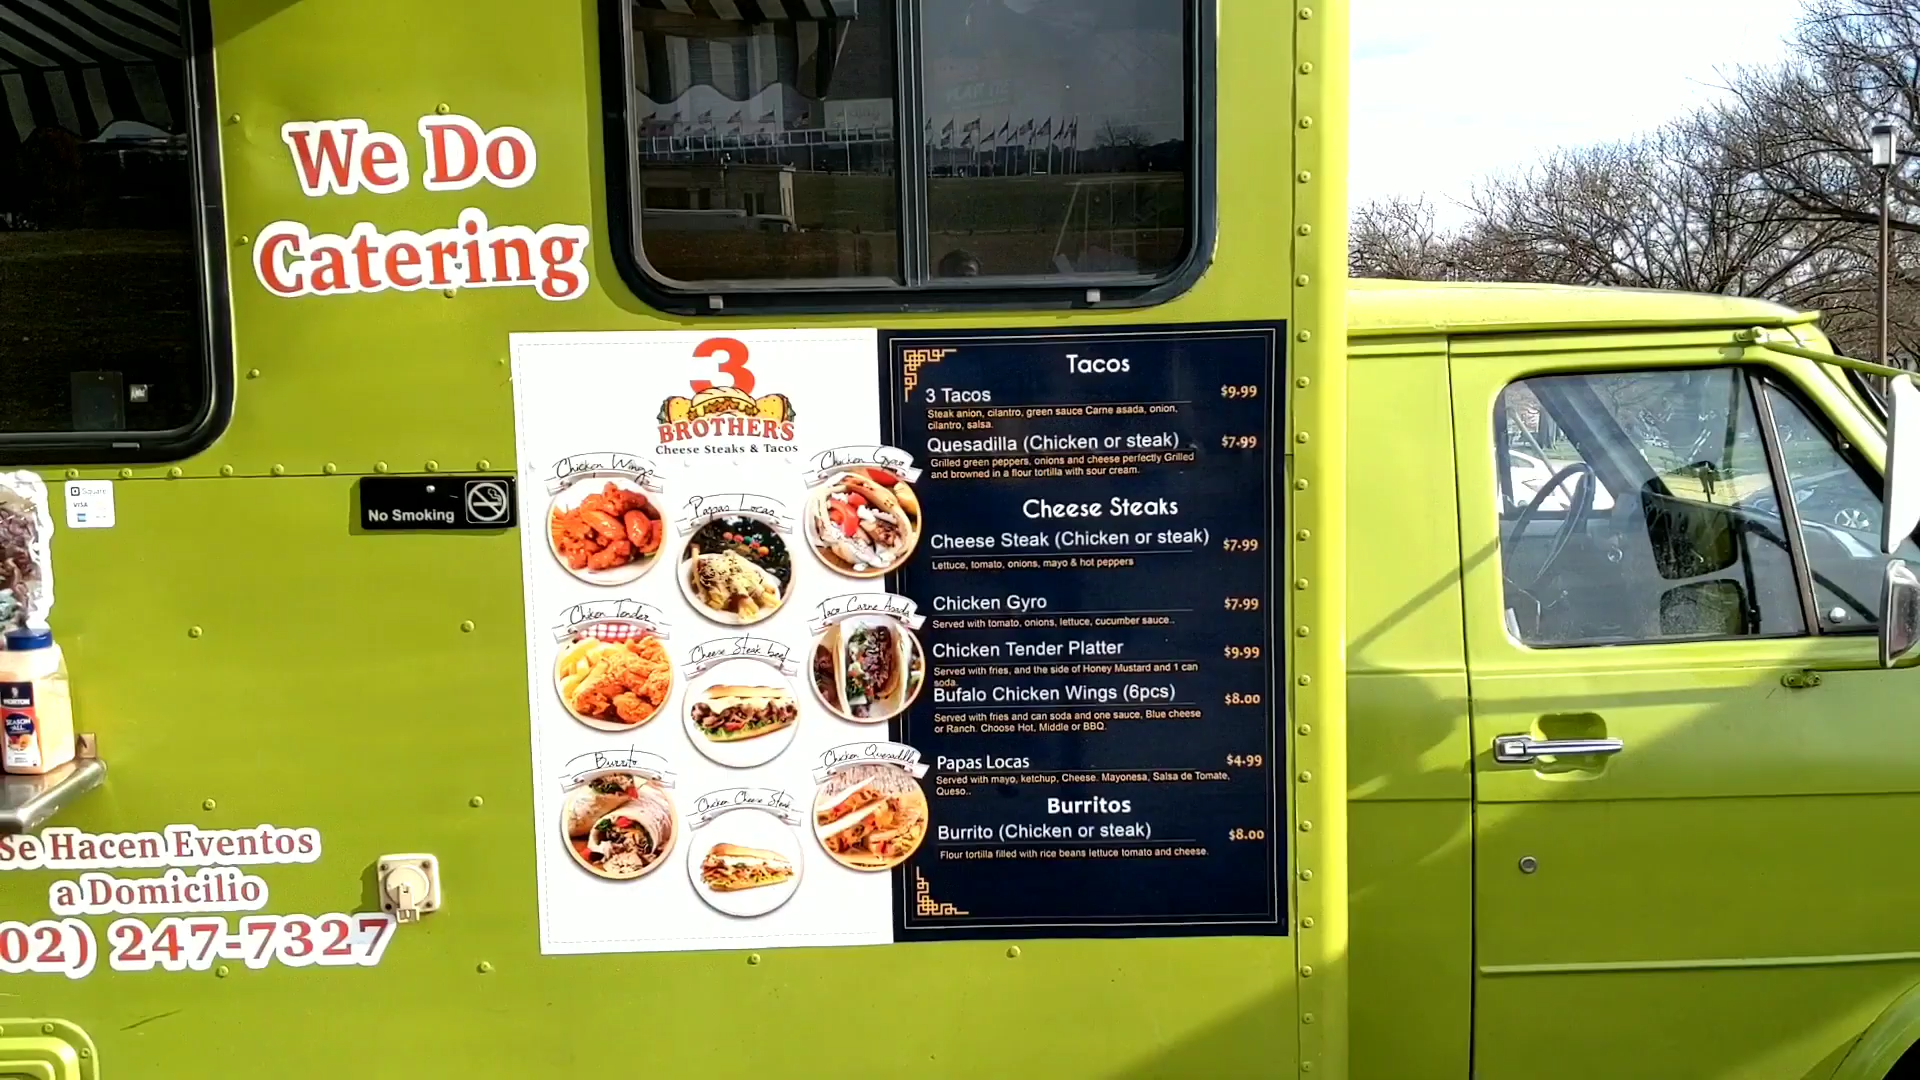 We Do
Catering
No Smoking
Square
VISA
Se Hacen Eventos
a Domicilio
02) 247-7327
MORTON
SEASON
ALL
3
BROTHERS
Cheese Steaks & Tacos
Chicken Wings
Papas Locas
Chicken Gyro
Chiken Tender
Cheese Steak beef
Taco Carne Asada
Burrito
Chicken Cheese Steak
Chicken Quesadilla
Tacos
3 Tacos $9.99
Steak anion, cilantro, green sauce Carne asada, onion,
cilantro, salsa.
Quesadilla (Chicken or steak) $7.99
Grilled green peppers, onions and cheese perfectly Grilled
and browned in a flour tortilla with sour cream.
Cheese Steaks
Cheese Steak (Chicken or steak) $7.99
Lettuce, tomato, onions, mayo & hot peppers
Chicken Gyro $7.99
Served with tomato, onions, lettuce, cucumber sauce..
Chicken Tender Platter $9.99
Served with fries, and the side of Honey Mustard and 1 can
soda.
Bufalo Chicken Wings (6pcs) $8.00
Served with fries and can soda and one sauce, Blue cheese
or Ranch. Choose Hot, Middle or BBQ.
Papas Locas $4.99
Served with mayo, ketchup, Cheese. Mayonesa, Salsa de Tomate,
Queso..
Burritos
Burrito (Chicken or steak) $8.00
Flour tortilla filled with rice beans lettuce tomato and cheese.